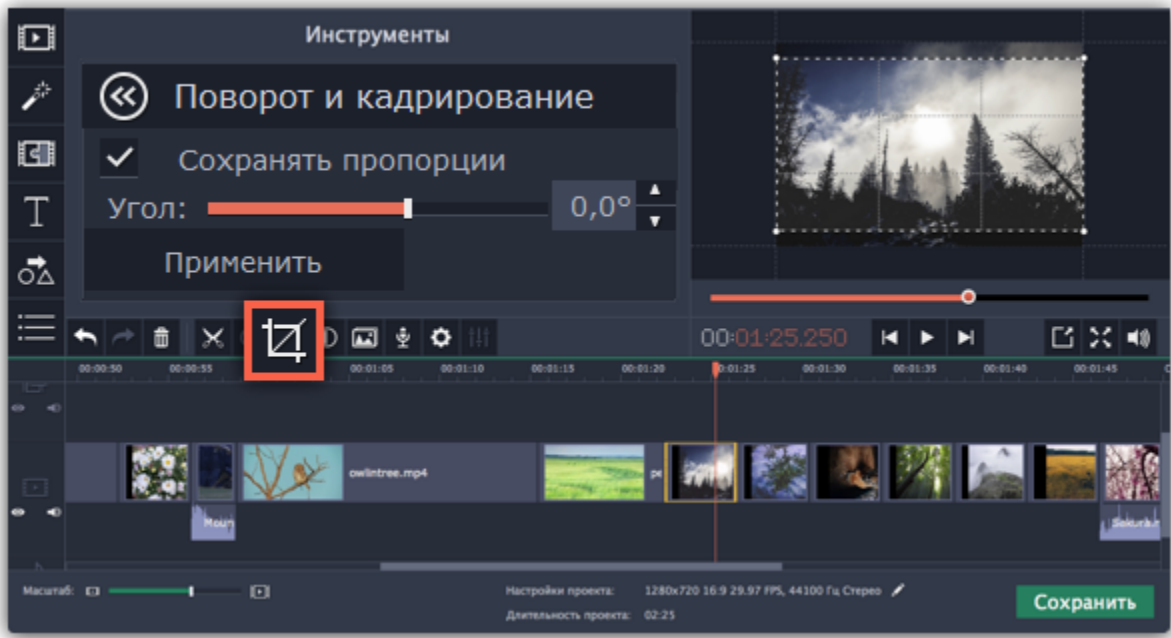 Инструменты
Поворот и кадрирование
Сохранять пропорции
Угол: 0,0°
Применить
00:01:25.250
00:00:50 00:00:55 00:01:05 00:01:10 00:01:15 00:01:20 00:01:25 00:01:30 00:01:35 00:01:40 00:01:45
owlintree.mp4
Масштаб:
Настройки проекта: 1280x720 16:9 29.97 FPS, 44100 Гц Стерео
Длительность проекта: 02:25
Сохранить